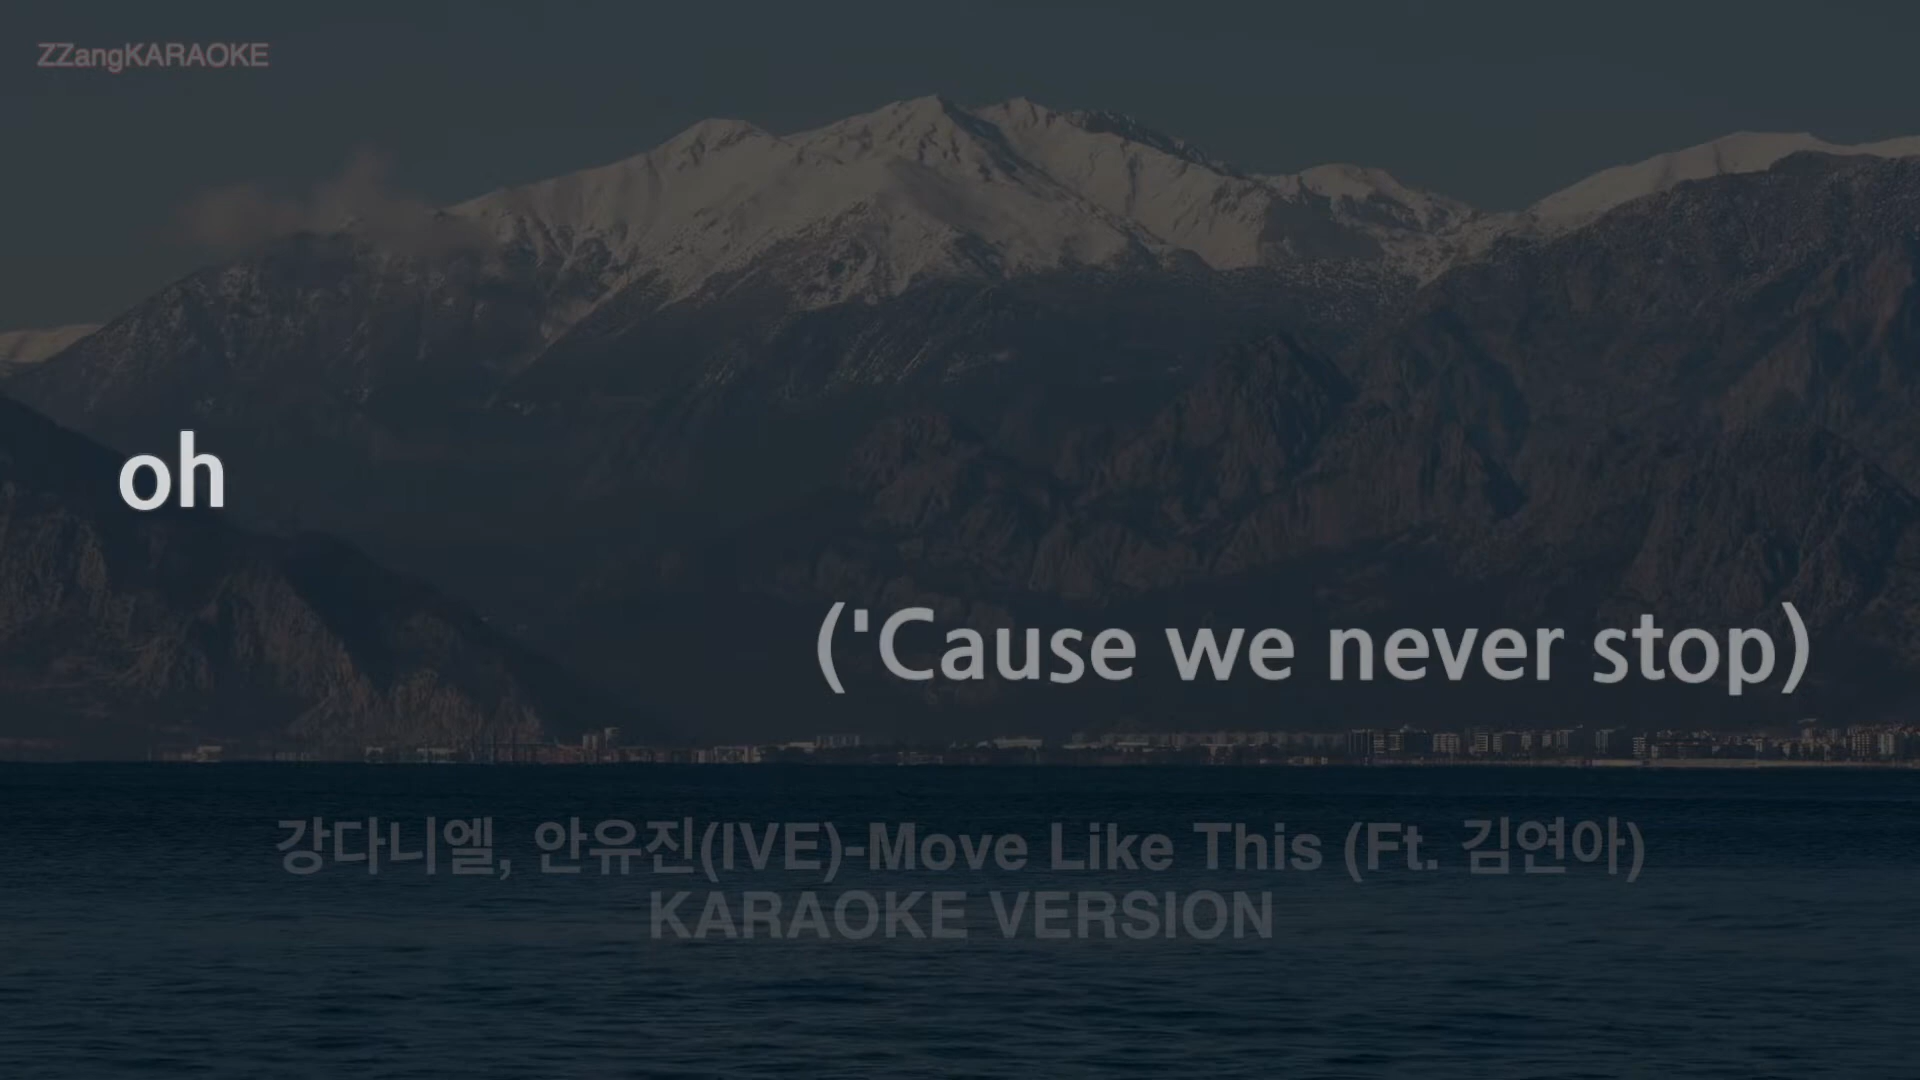 ZZangKARAOKE
oh
('Cause we never stop)
강다니엘, 안유진(IVE)-Move Like This (Ft. 김연아)
KARAOKE VERSION